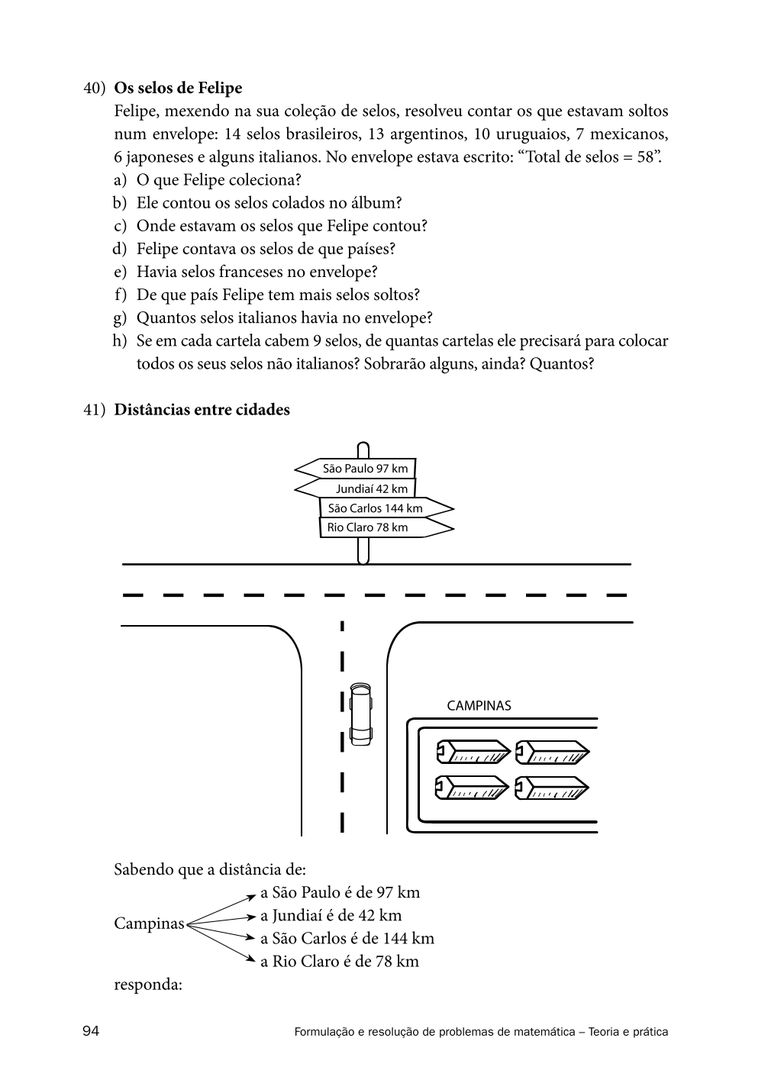 40) Os selos de Felipe
Felipe, mexendo na sua coleção de selos, resolveu contar os que estavam soltos
num envelope: 14 selos brasileiros, 13 argentinos, 10 uruguaios, 7 mexicanos,
6 japoneses e alguns italianos. No envelope estava escrito: “Total de selos = 58”.
a) O que Felipe coleciona?
b) Ele contou os selos colados no álbum?
c) Onde estavam os selos que Felipe contou?
d) Felipe contava os selos de que países?
e) Havia selos franceses no envelope?
f) De que país Felipe tem mais selos soltos?
g) Quantos selos italianos havia no envelope?
h) Se em cada cartela cabem 9 selos, de quantas cartelas ele precisará para colocar
todos os seus selos não italianos? Sobrarão alguns, ainda? Quantos?
41) Distâncias entre cidades
São Paulo 97 km
Jundiaí 42 km
São Carlos 144 km
Rio Claro 78 km
CAMPINAS
Sabendo que a distância de:
a São Paulo é de 97 km
a Jundiaí é de 42 km
Campinas
a São Carlos é de 144 km
a Rio Claro é de 78 km
responda:
94 Formulação e resolução de problemas de matemática – Teoria e prática